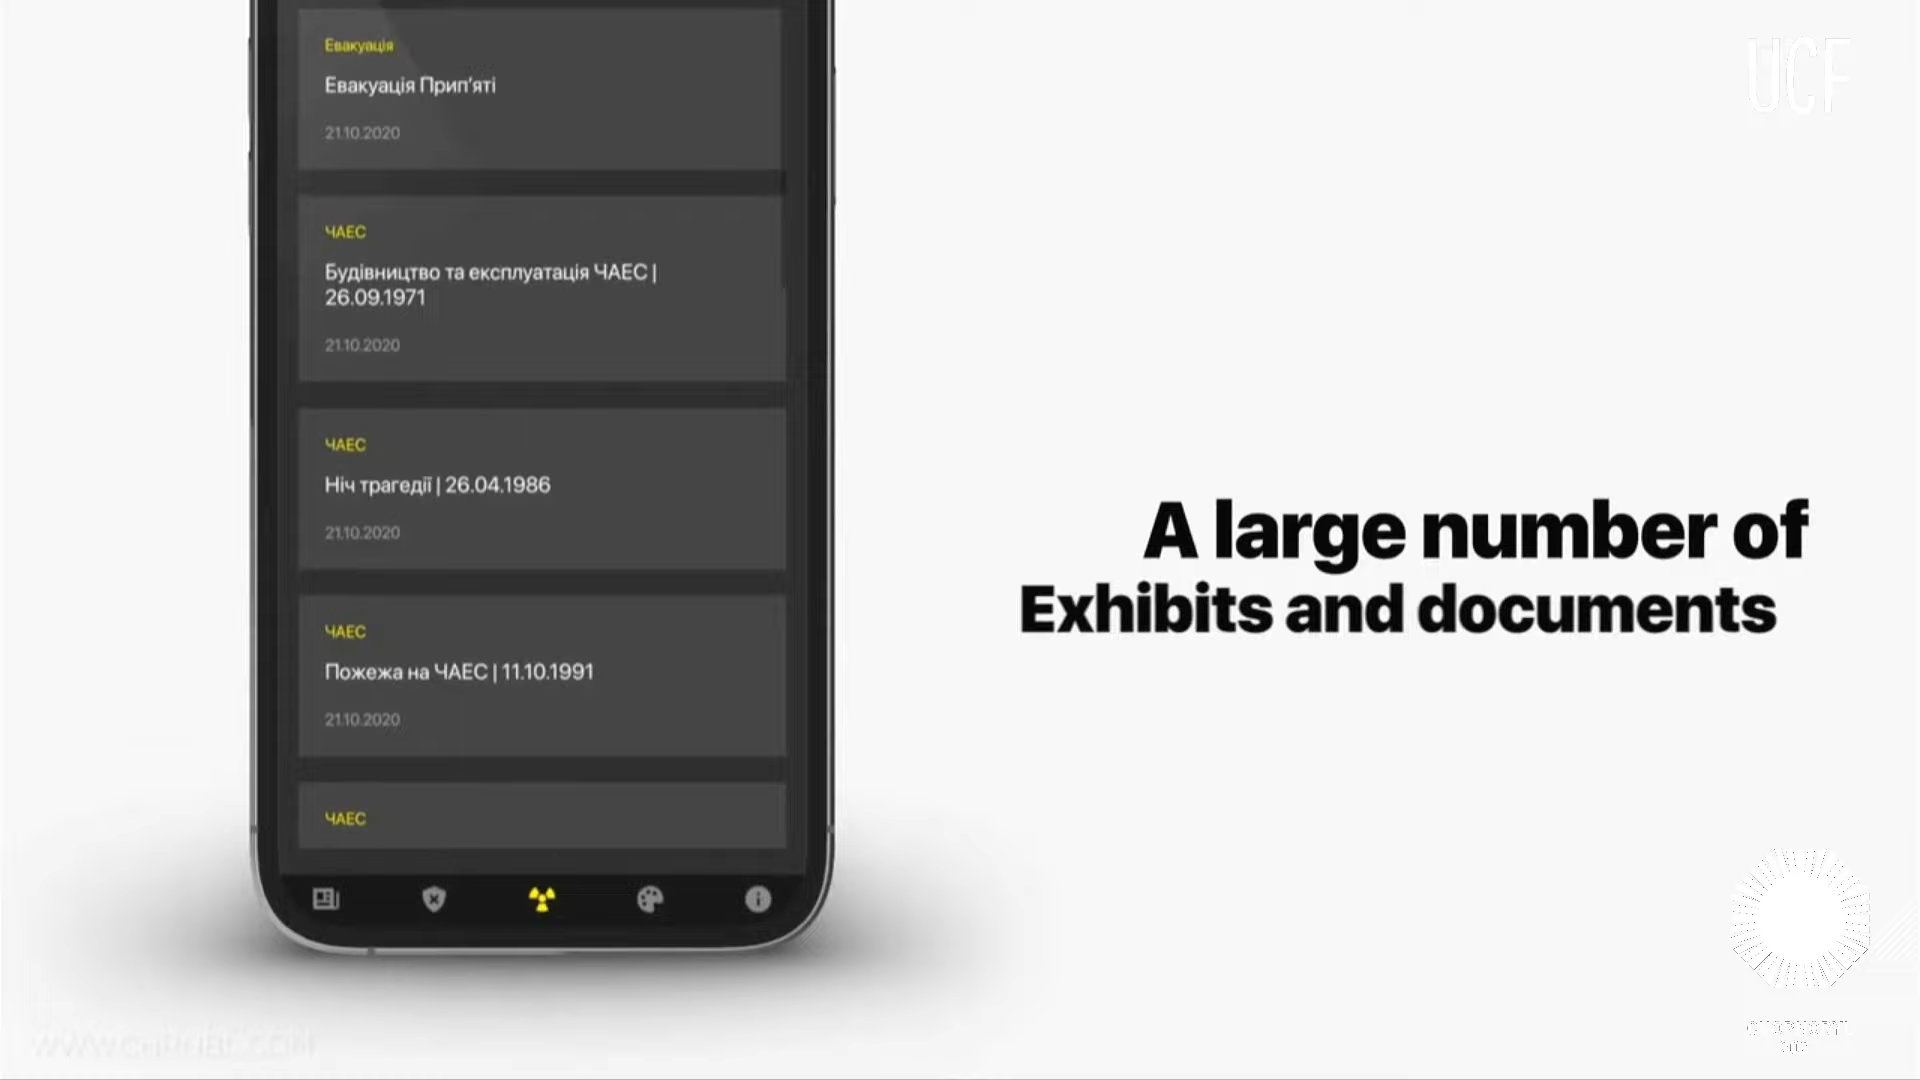 Евакуація
Евакуація Прип'яті
21.10.2020
ЧАЕС
Будівництво та експлуатація ЧАЕС |
26.09.1971
21.10.2020
ЧАЕС
Ніч трагедії | 26.04.1986
21.10.2020
ЧАЕС
Пожежа на ЧАЕС | 11.10.1991
21.10.2020
ЧАЕС
UCF
A large number of
Exhibits and documents